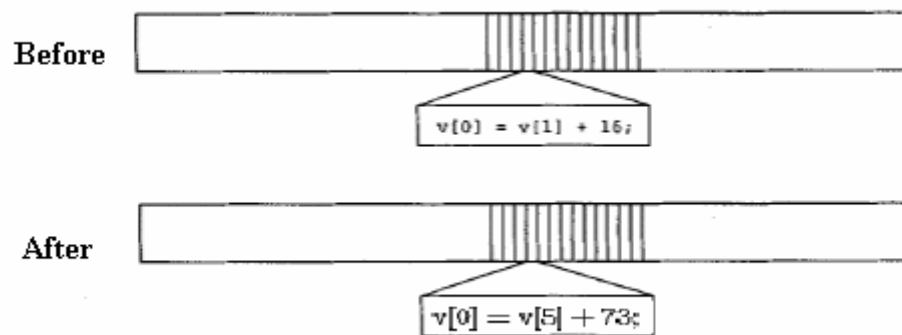 Before
v[0] = v[1] + 16;
After
v[0] = v[5] + 73;